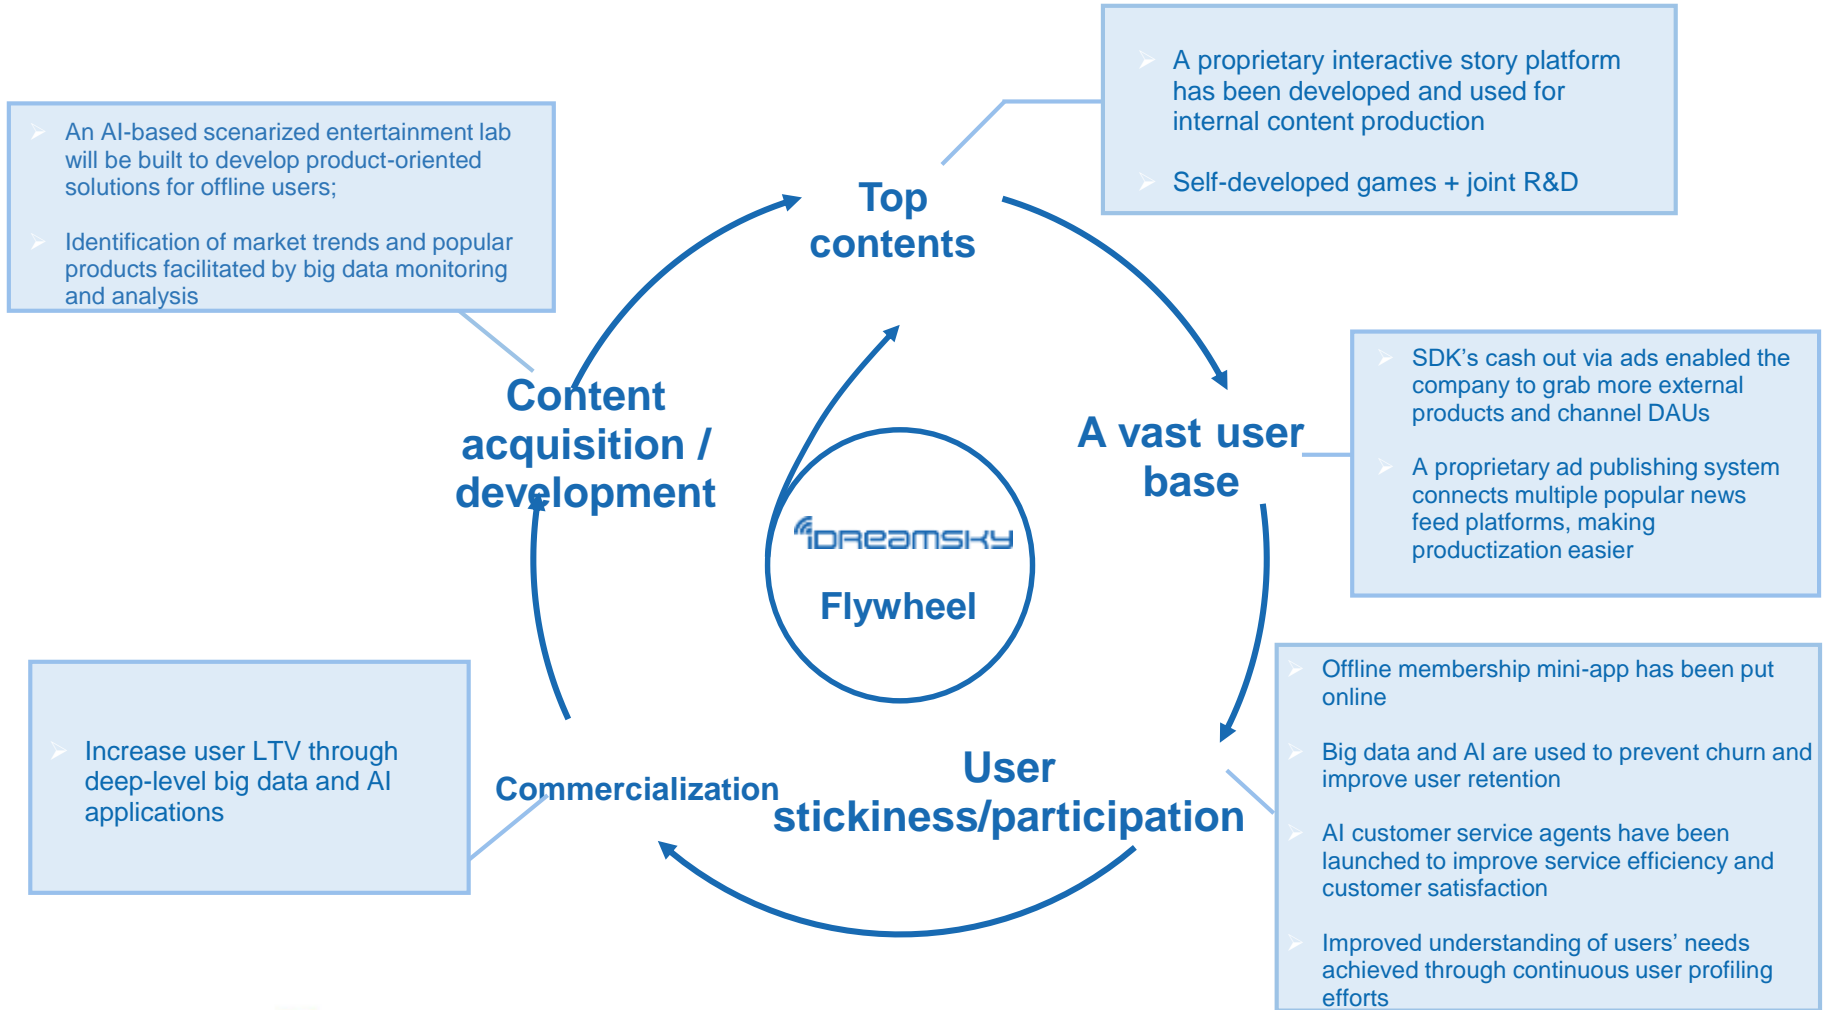 A proprietary interactive story platform
has been developed and used for
internal content production
Self-developed games + joint R&D
An AI-based scenarized entertainment lab
will be built to develop product-oriented
solutions for offline users;
Identification of market trends and popular
products facilitated by big data monitoring
and analysis
Top
contents
SDK’s cash out via ads enabled the
company to grab more external
products and channel DAUs
A proprietary ad publishing system
connects multiple popular news
feed platforms, making
productization easier
Content
acquisition /
development
A vast user
base
iDREAMSKY
Flywheel
Offline membership mini-app has been put
online
Big data and AI are used to prevent churn and
improve user retention
AI customer service agents have been
launched to improve service efficiency and
customer satisfaction
Improved understanding of users’ needs
achieved through continuous user profiling
efforts
Increase user LTV through
deep-level big data and AI
applications
Commercialization
User
stickiness/participation